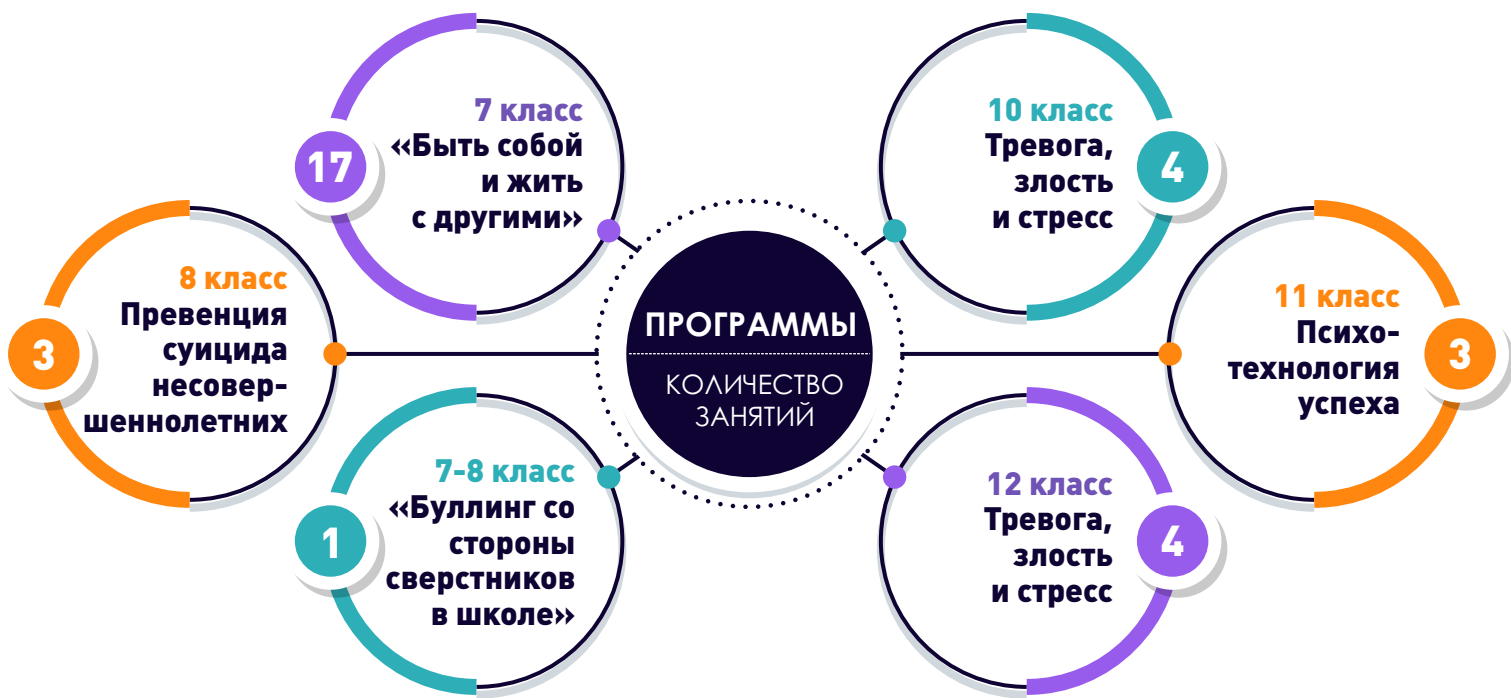 7 класс
«Быть собой
и жить
с другими»
17
10 класс
Тревога,
злость
и стресс
4
8 класс
Превенция
суицида
несовер-
шеннолетних
3
ПРОГРАММЫ
КОЛИЧЕСТВО
ЗАНЯТИЙ
11 класс
Психо-
технология
успеха
3
7-8 класс
«Буллинг со
стороны
сверстников
в школе»
1
12 класс
Тревога,
злость
и стресс
4